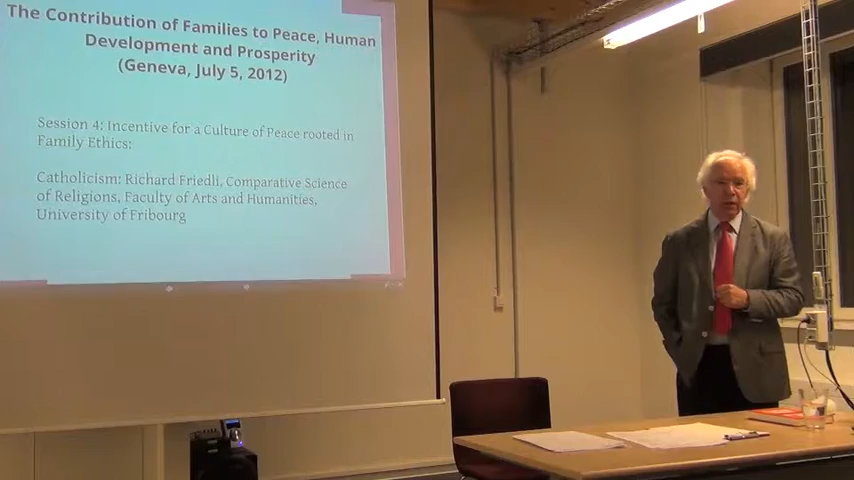 The Contribution of Families to Peace, Human
Development and Prosperity
(Geneva, July 5, 2012)
Session 4: Incentive for a Culture of Peace rooted in
Family Ethics:
Catholicism: Richard Friedli, Comparative Science
of Religions, Faculty of Arts and Humanities,
University of Fribourg